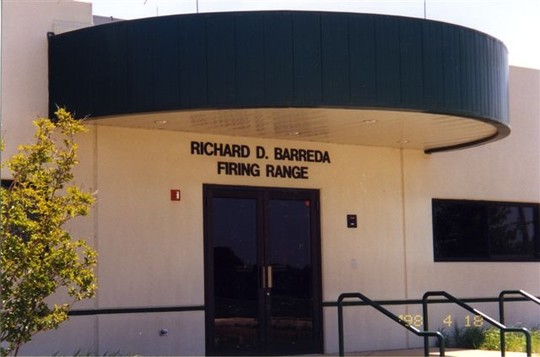 RICHARD D. BARREDA
FIRING RANGE
'98 4 18